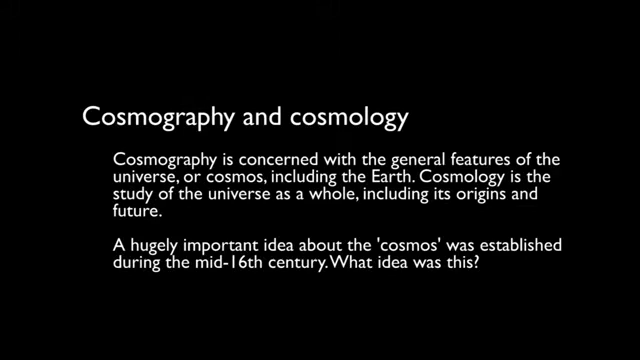 Cosmography and cosmology
Cosmography is concerned with the general features of the
universe, or cosmos, including the Earth. Cosmology is the
study of the universe as a whole, including its origins and
future.
A hugely important idea about the 'cosmos' was established
during the mid-16th century. What idea was this?